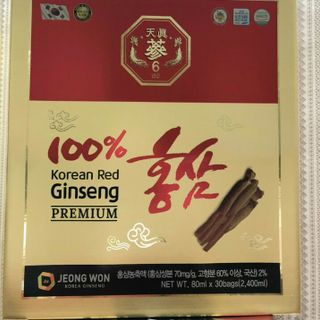 天眞
蔘
6
100%
홍삼
Korean Red
Ginseng
PREMIUM
JEONG WON
KOREA GINSENG
홍삼농축액 (홍삼성분 70mg/g, 고형분 60% 이상, 국산) 2%
NET WT. 80ml X 30bags(2,400ml)